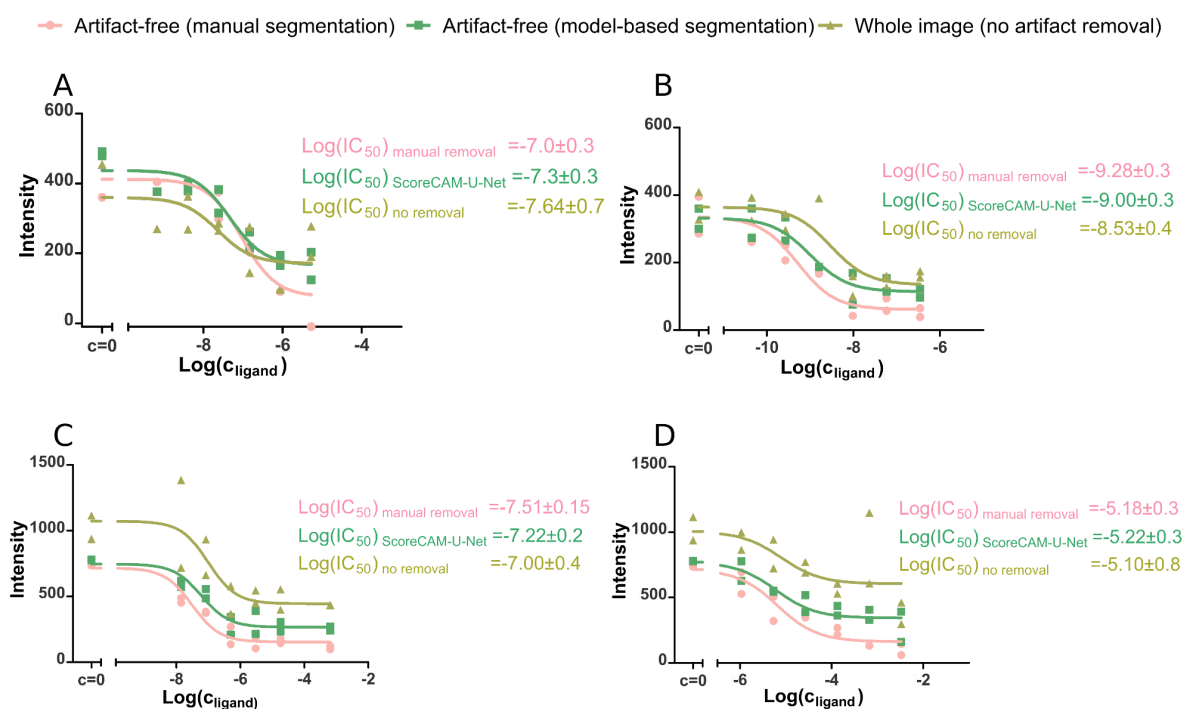 Artifact-free (manual segmentation) Artifact-free (model-based segmentation) Whole image (no artifact removal)
A
600
400
200
0
Intensity
c=0 -8 -6 -4
Log(c ligand)
Log(IC50) manual removal =-7.0±0.3
Log(IC50) ScoreCAM-U-Net =-7.3±0.3
Log(IC50) no removal =-7.64±0.7
B
600
400
200
0
Intensity
c=0 -10 -8 -6
Log(c ligand)
Log(IC50) manual removal =-9.28±0.3
Log(IC50) ScoreCAM-U-Net =-9.00±0.3
Log(IC50) no removal =-8.53±0.4
C
1500
1000
500
0
Intensity
c=0 -8 -6 -4 -2
Log(c ligand)
Log(IC50) manual removal =-7.51±0.15
Log(IC50) ScoreCAM-U-Net =-7.22±0.2
Log(IC50) no removal =-7.00±0.4
D
1500
1000
500
0
Intensity
c=0 -6 -4 -2
Log(c ligand)
Log(IC50) manual removal =-5.18±0.3
Log(IC50) ScoreCAM-U-Net =-5.22±0.3
Log(IC50) no removal =-5.10±0.8